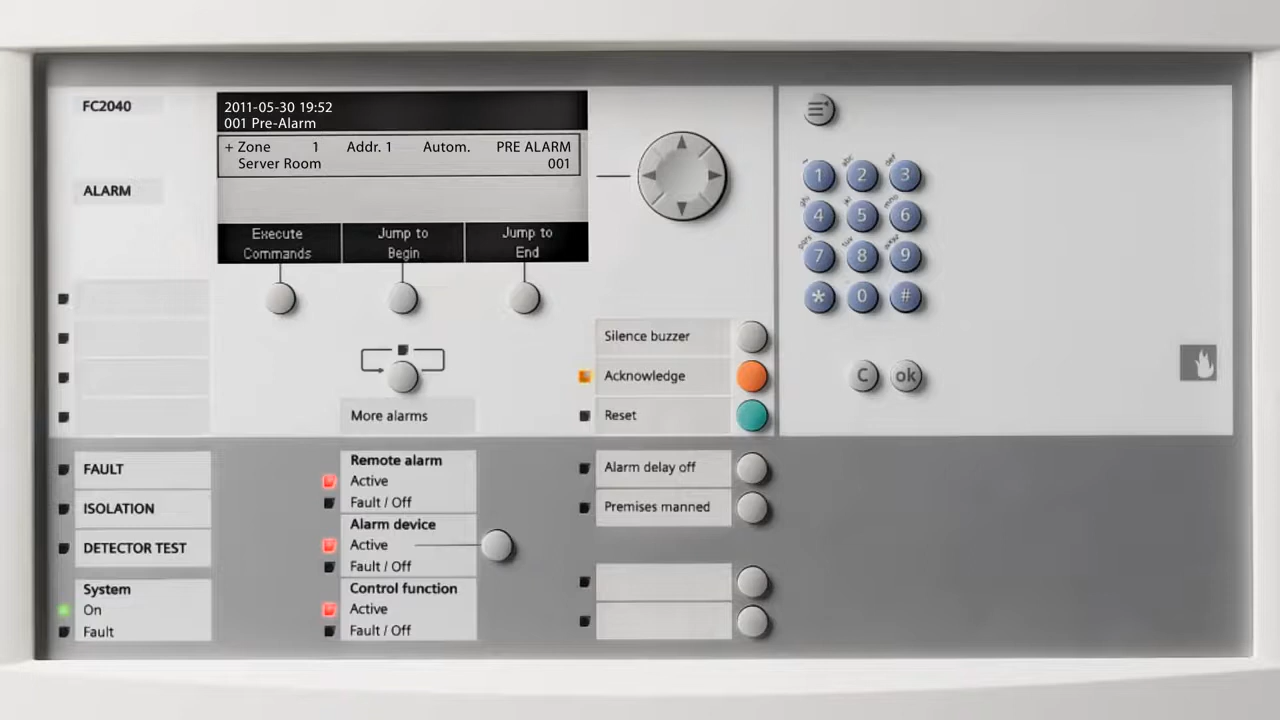 FC2040
ALARM
2011-05-30 19:52
001 Pre-Alarm
+ Zone 1 Addr. 1 Autom. PRE ALARM
Server Room 001
Execute Commands
Jump to Begin
Jump to End
More alarms
Silence buzzer
Acknowledge
Reset
1 2 3
4 5 6
7 8 9
* 0 #
C ok
FAULT
ISOLATION
DETECTOR TEST
System
On
Fault
Remote alarm
Active
Fault / Off
Alarm device
Active
Fault / Off
Control function
Active
Fault / Off
Alarm delay off
Premises manned